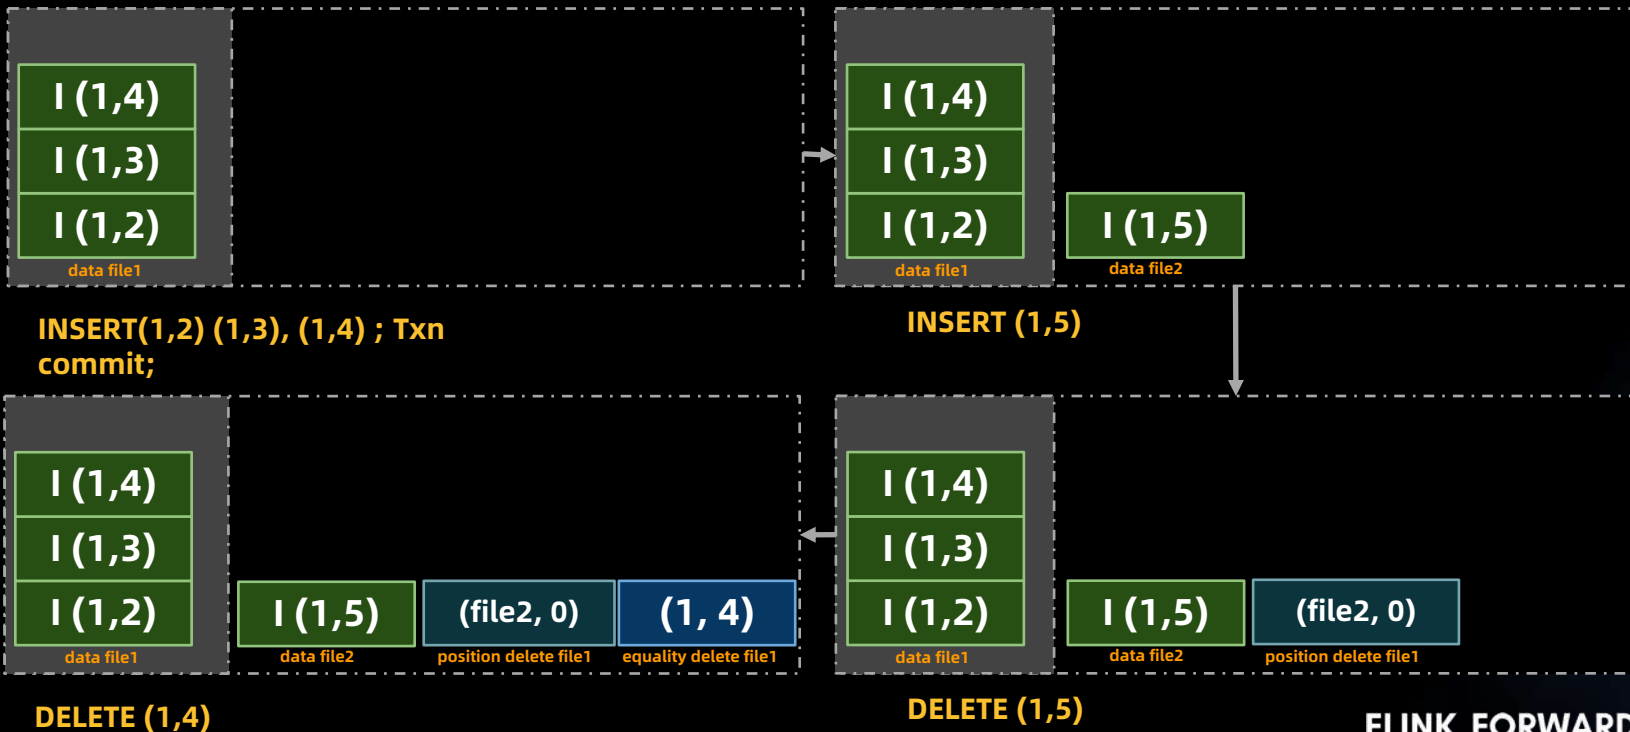 I (1,4)
I (1,3)
I (1,2)
data file1
INSERT(1,2) (1,3), (1,4) ; Txn
commit;
I (1,4)
I (1,3)
I (1,2)
data file1
I (1,5)
data file2
INSERT (1,5)
I (1,4)
I (1,3)
I (1,2)
data file1
I (1,5)
data file2
(file2, 0)
position delete file1
(1, 4)
equality delete file1
DELETE (1,4)
I (1,4)
I (1,3)
I (1,2)
data file1
I (1,5)
data file2
(file2, 0)
position delete file1
DELETE (1,5)
FLINK FORWARD